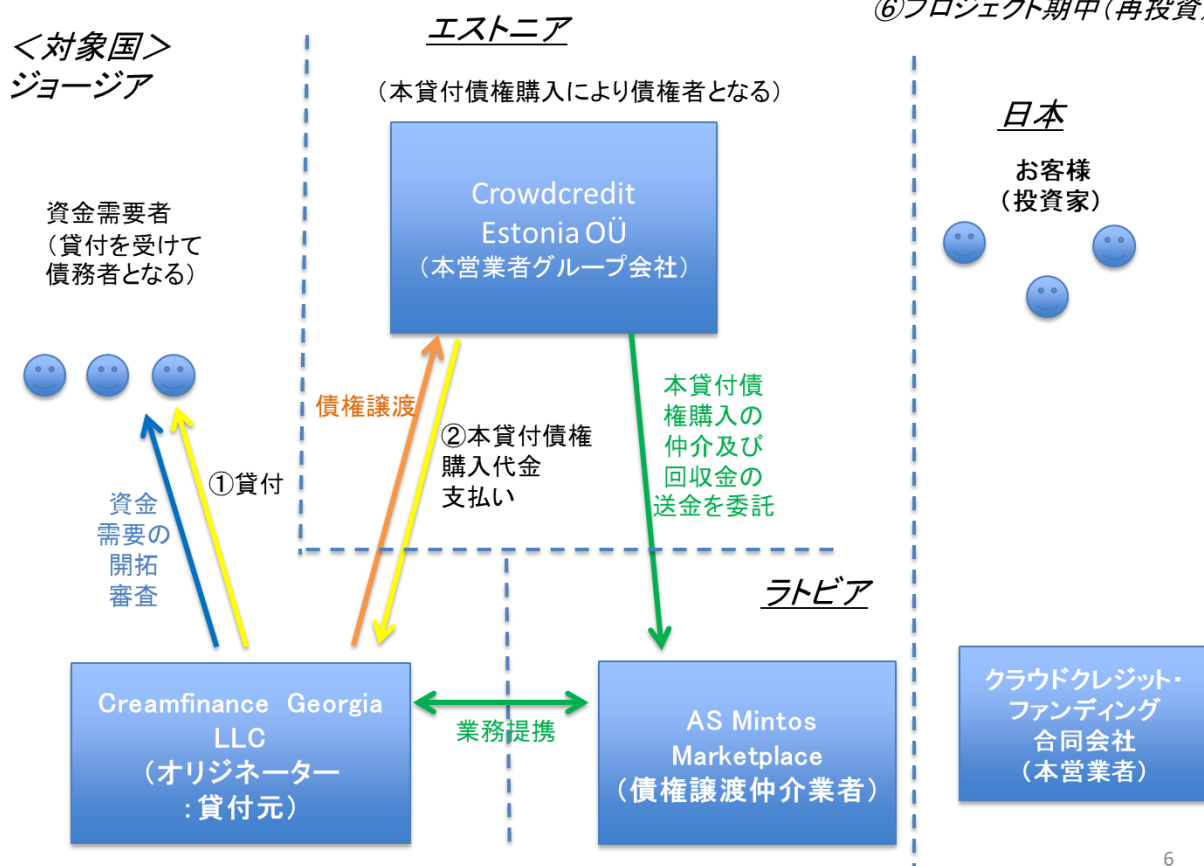 ⑥プロジェクト期中（再投資
＜対象国＞
ジョージア
エストニア
（本貸付債権購入により債権者となる）
日本
お客様
（投資家）
Crowdcredit
Estonia OÜ
（本営業者グループ会社）
資金需要者
（貸付を受けて
債務者となる）
債権譲渡
②本貸付債権
購入代金
支払い
本貸付債
権購入の
仲介及び
回収金の
送金を委託
①貸付
資金
需要の
開拓
審査
ラトビア
Creamfinance Georgia
LLC
（オリジネーター
：貸付元）
業務提携
AS Mintos
Marketplace
（債権譲渡仲介業者）
クラウドクレジット・
ファンディング
合同会社
（本営業者）
6